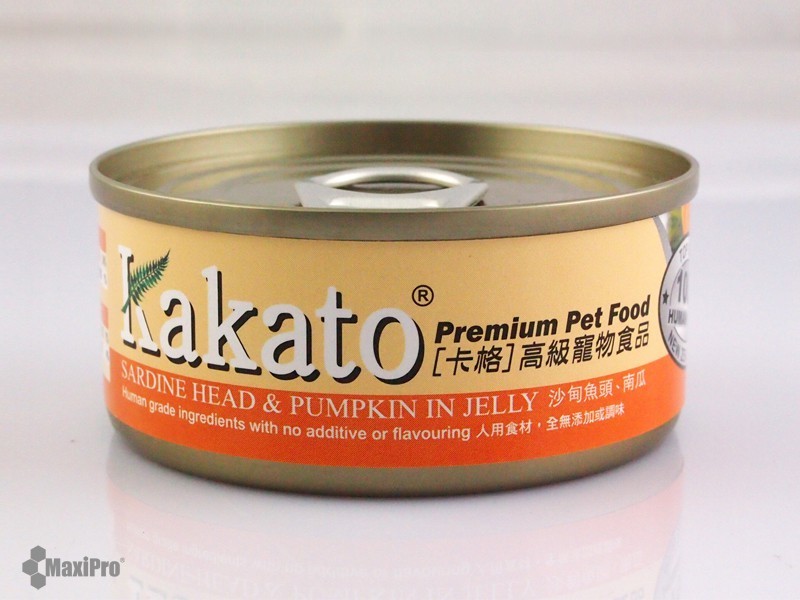 Kakato®
Premium Pet Food
[卡格]高級寵物食品
SARDINE HEAD & PUMPKIN IN JELLY 沙甸魚頭、南瓜
Human grade ingredients with no additive or flavouring 人用食材，全無添加或調味
MaxiPro®